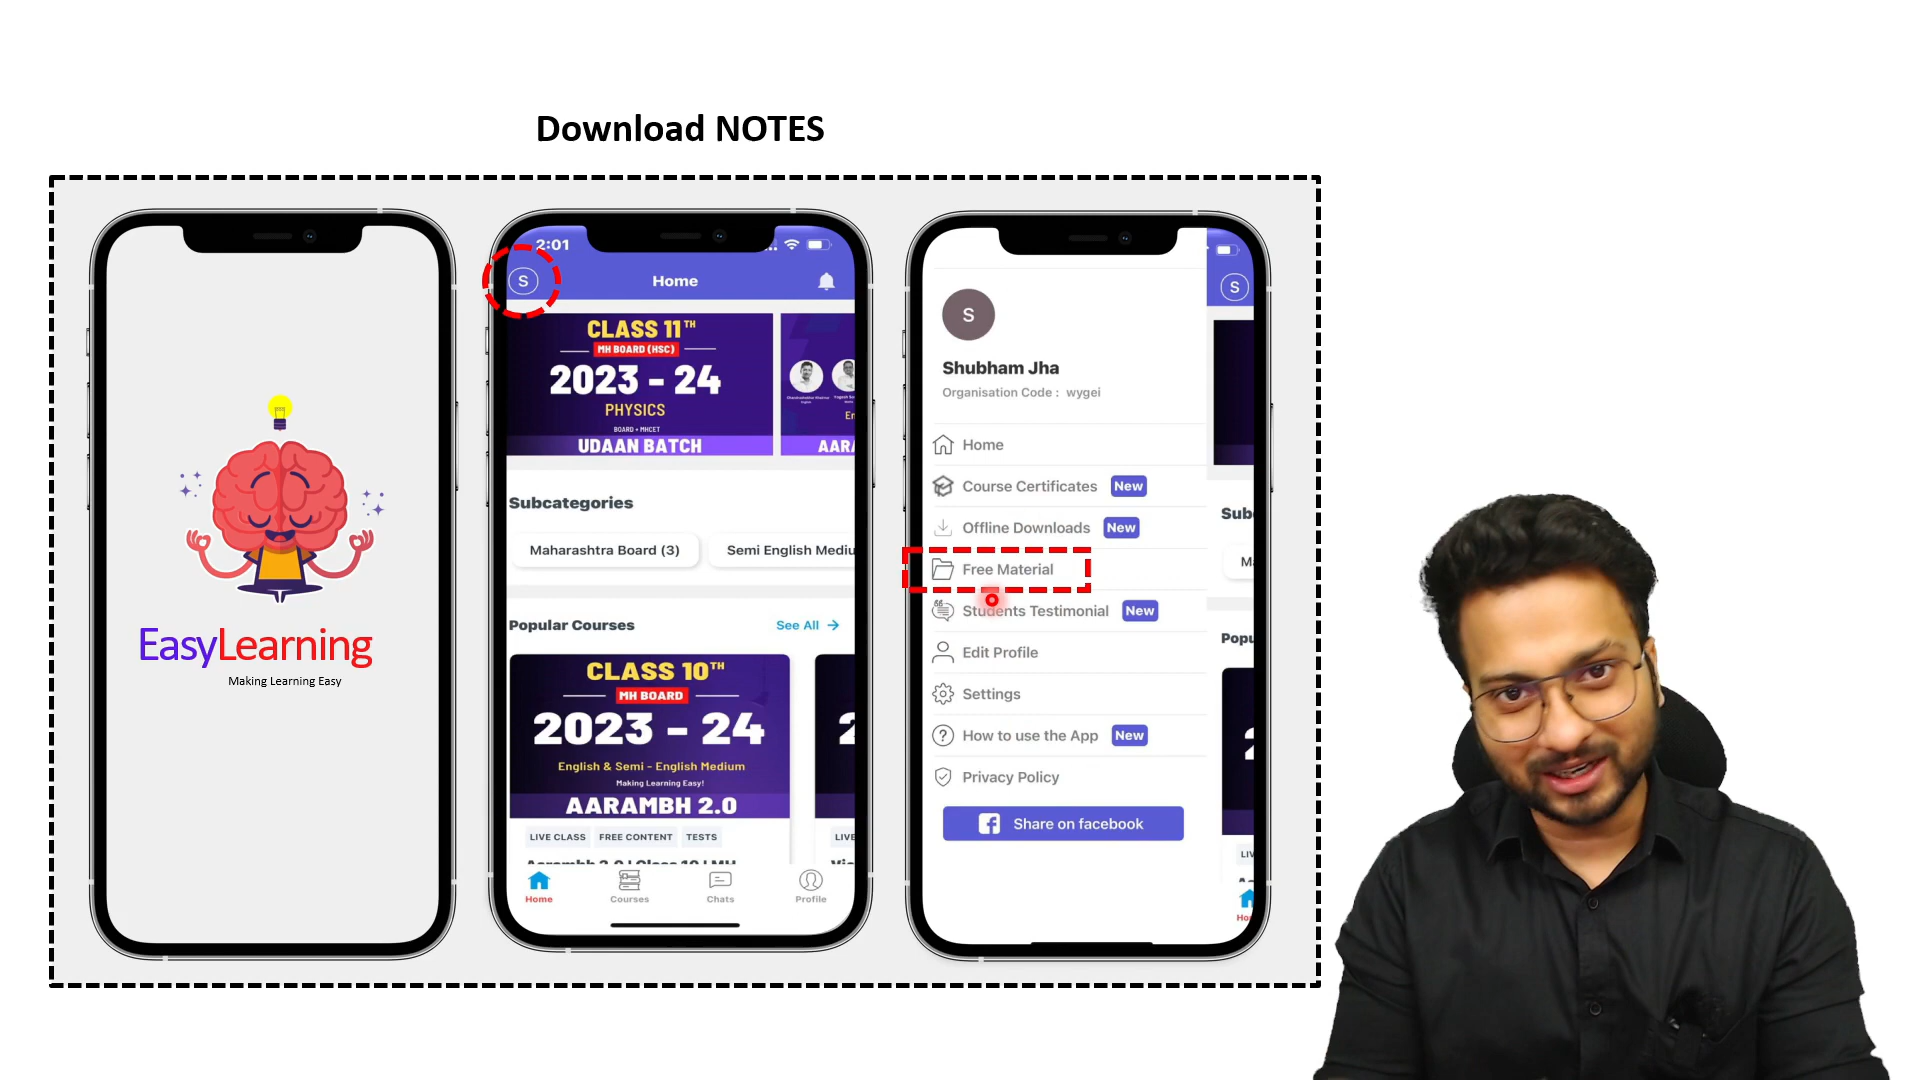 Download NOTES
EasyLearning
Making Learning Easy
2:01
S
Home
CLASS 11TH
MH BOARD (HSC)
2023 - 24
PHYSICS
BOARD + MHCET
UDAAN BATCH
AARA
Subcategories
Maharashtra Board (3)
Semi English Mediu
Popular Courses
See All
CLASS 10TH
MH BOARD
2023 - 24
English & Semi - English Medium
Making Learning Easy!
AARAMBH 2.0
LIVE CLASS
FREE CONTENT
TESTS
LIVE
Home
Courses
Chats
Profile
S
Shubham Jha
Organisation Code : wygei
Home
Course Certificates New
Offline Downloads New
Free Material
Students Testimonial New
Edit Profile
Settings
How to use the App New
Privacy Policy
Share on facebook
S
Sub
M
Popu
2
LIV
Ho